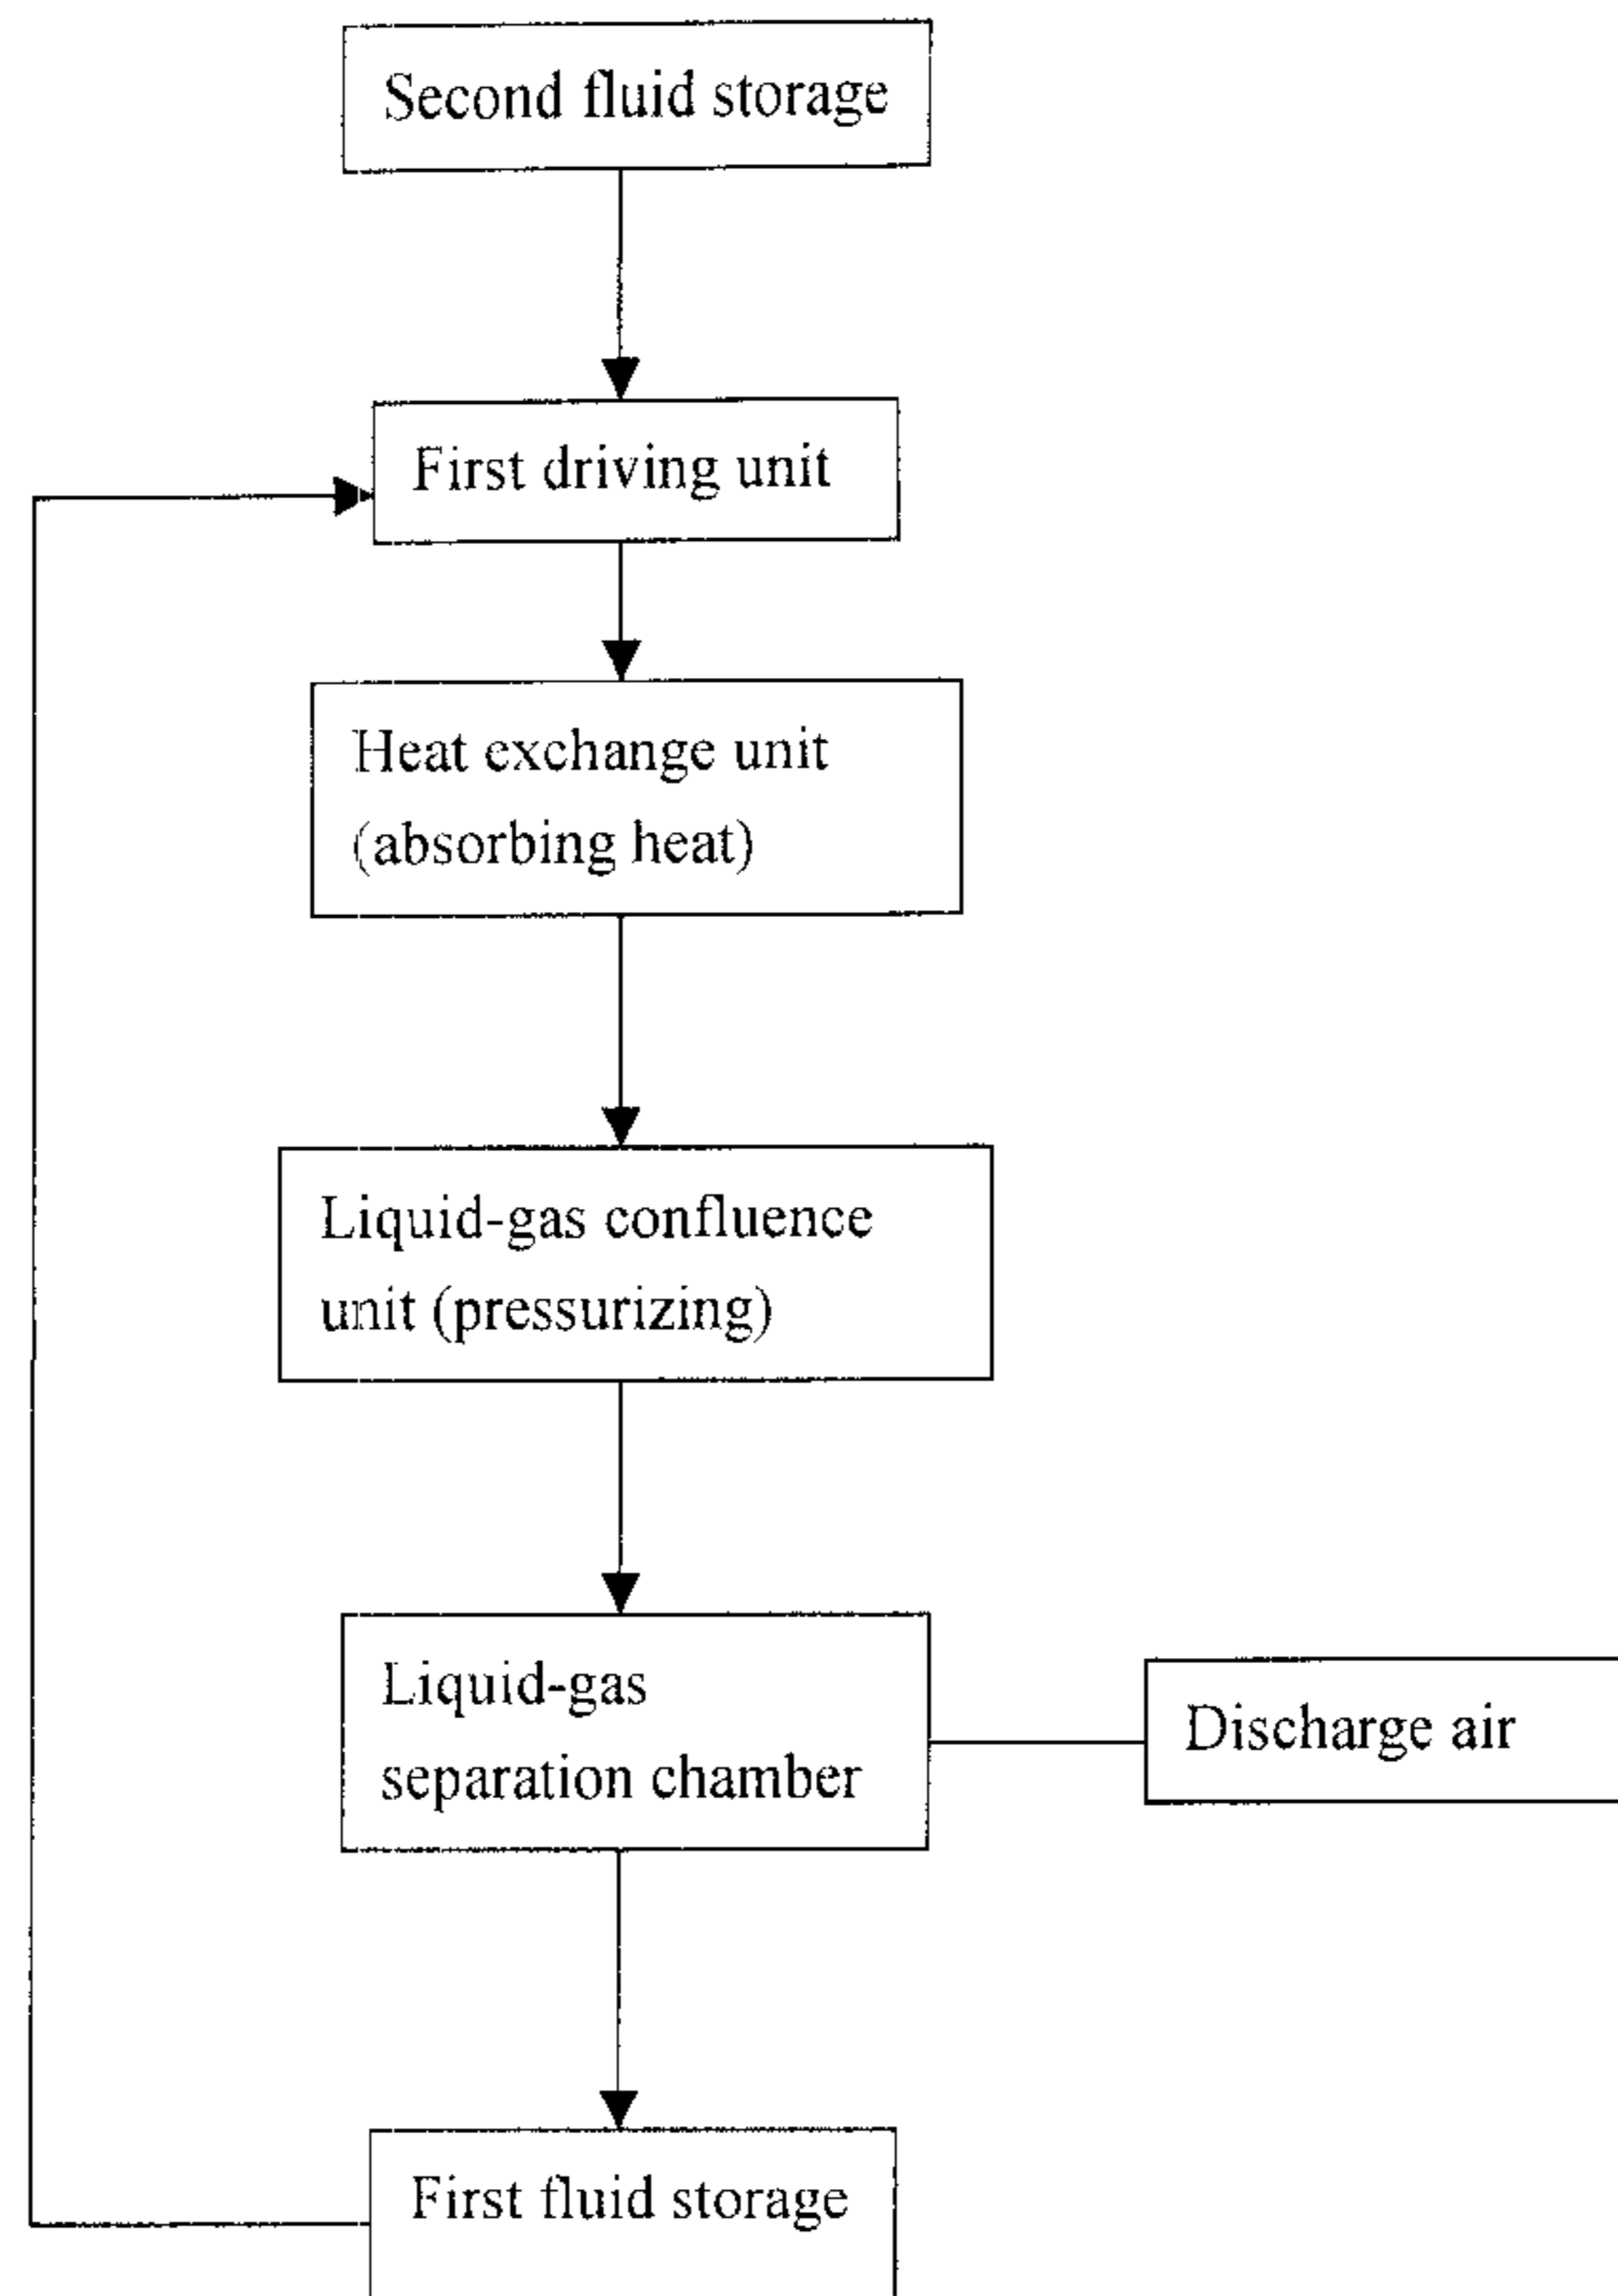 Second fluid storage
First driving unit
Heat exchange unit
(absorbing heat)
Liquid-gas confluence
unit (pressurizing)
Liquid-gas
separation chamber
Discharge air
First fluid storage